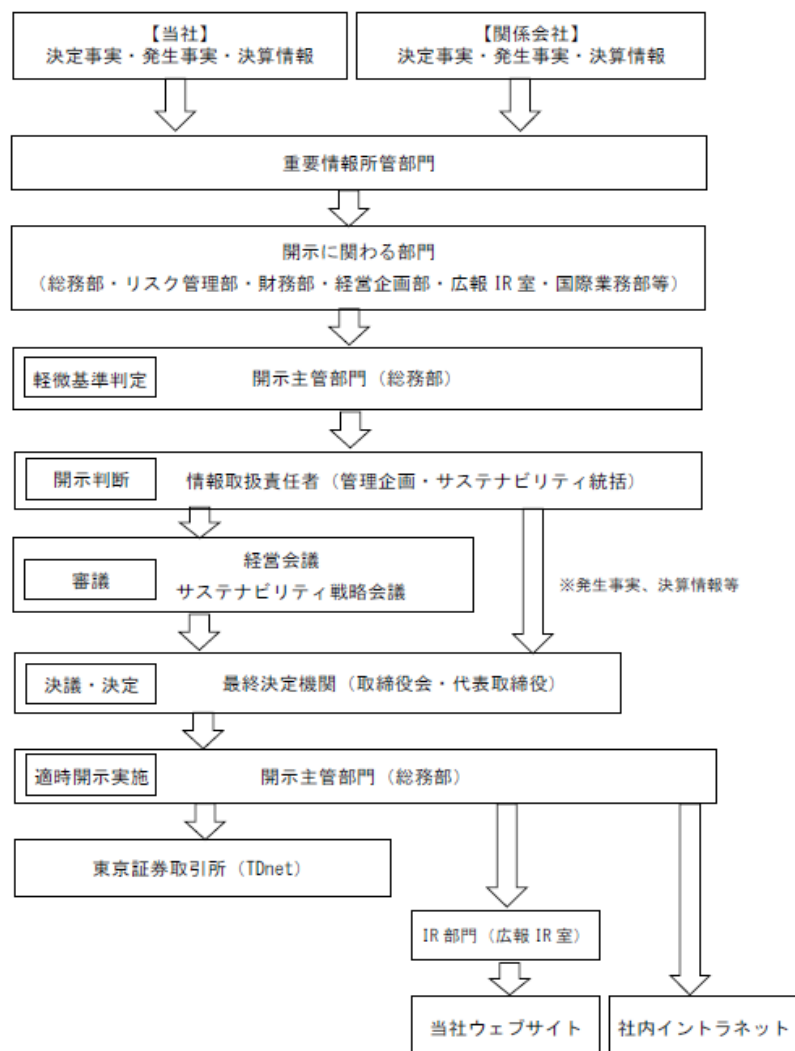 【当社】
決定事実・発生事実・決算情報
【関係会社】
決定事実・発生事実・決算情報
重要情報所管部門
開示に関わる部門
（総務部・リスク管理部・財務部・経営企画部・広報 IR 室・国際業務部等）
軽微基準判定
開示主管部門（総務部）
開示判断
情報取扱責任者（管理企画・サステナビリティ統括）
審議
経営会議
サステナビリティ戦略会議
※発生事実、決算情報等
決議・決定
最終決定機関（取締役会・代表取締役）
適時開示実施
開示主管部門（総務部）
東京証券取引所（TDnet）
IR 部門（広報 IR 室）
当社ウェブサイト
社内イントラネット